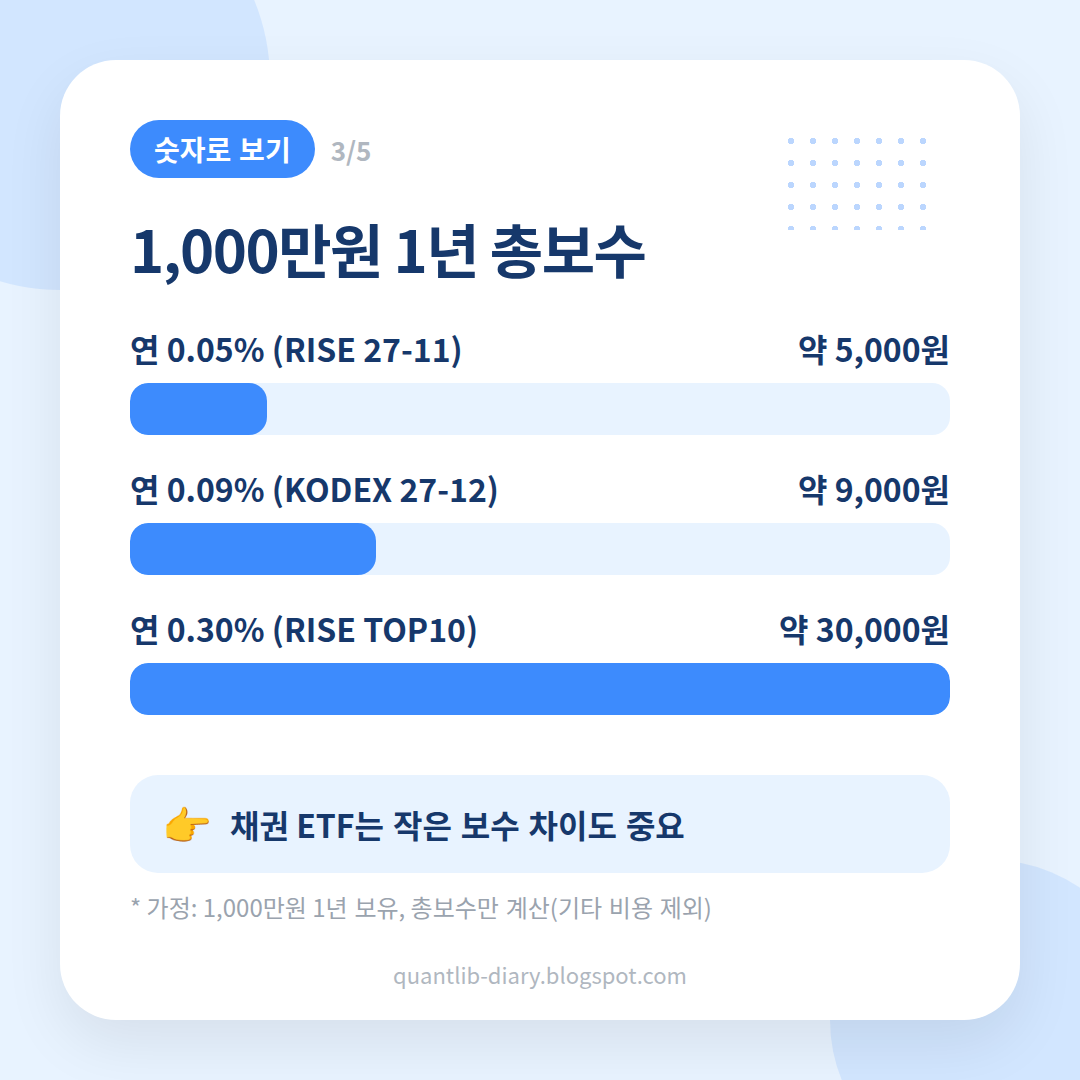 숫자로 보기 3/5
1,000만원 1년 총보수
연 0.05% (RISE 27-11) 약 5,000원
연 0.09% (KODEX 27-12) 약 9,000원
연 0.30% (RISE TOP10) 약 30,000원
👉 채권 ETF는 작은 보수 차이도 중요
* 가정: 1,000만원 1년 보유, 총보수만 계산(기타 비용 제외)
quantlib-diary.blogspot.com